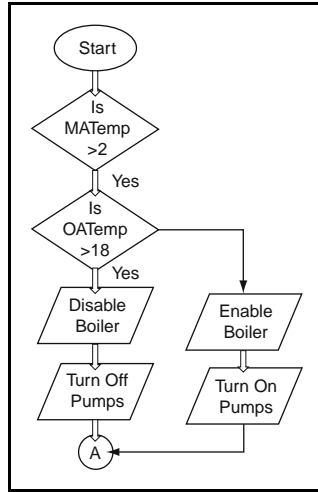 Start
Is
MATemp
>2
Yes
Is
OATemp
>18
Yes
Disable
Boiler
Enable
Boiler
Turn Off
Pumps
Turn On
Pumps
A